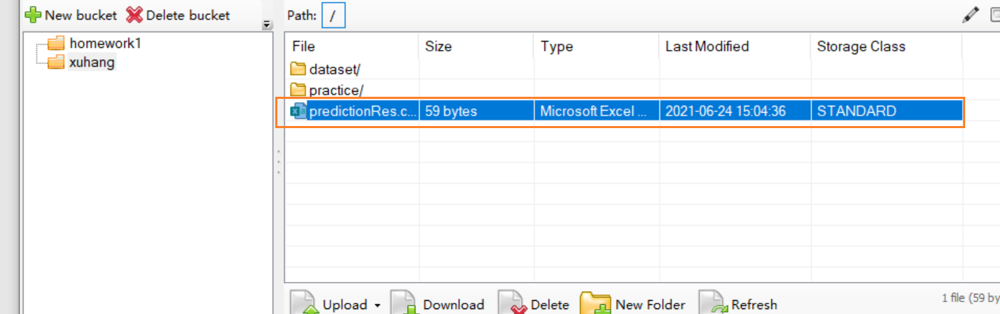 New bucket Delete bucket Path: /
homework1
xuhang
File Size Type Last Modified Storage Class
dataset/
practice/
predictionRes.c... 59 bytes Microsoft Excel ... 2021-06-24 15:04:36 STANDARD
Upload Download Delete New Folder Refresh 1 file (59 by